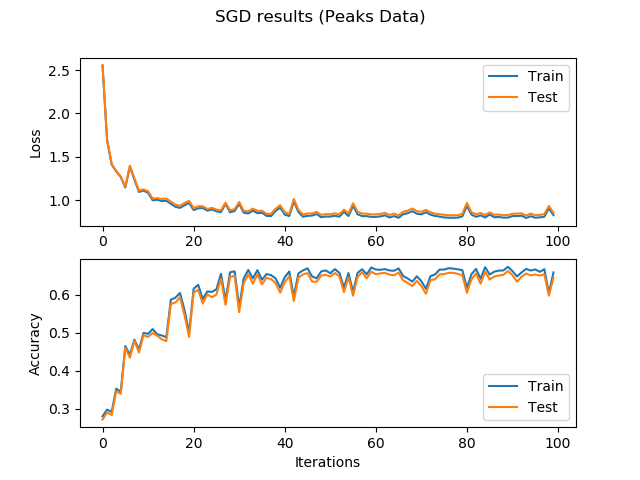 SGD results (Peaks Data)
2.5
2.0
1.5
1.0
Loss
Train
Test
0 20 40 60 80 100
0.6
0.5
0.4
0.3
Accuracy
Train
Test
0 20 40 60 80 100
Iterations